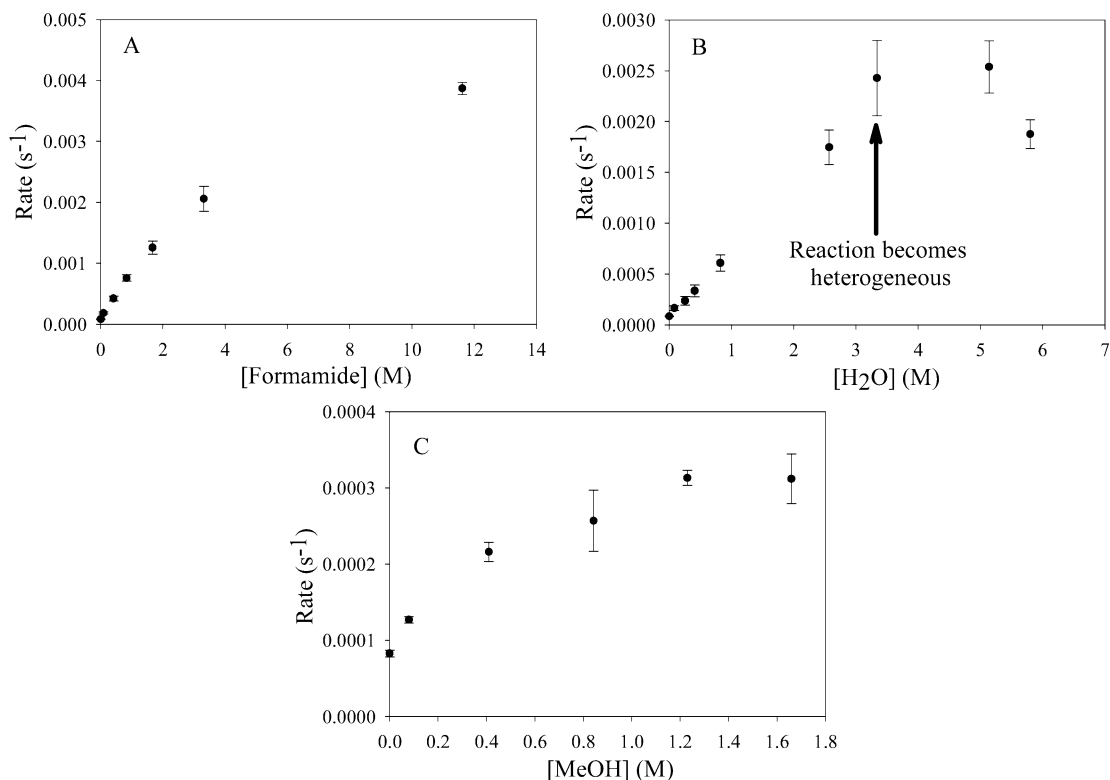 A
0.005
0.004
0.003
0.002
0.001
0.000
Rate (s-1)
0 2 4 6 8 10 12 14
[Formamide] (M)
B
0.0030
0.0025
0.0020
0.0015
0.0010
0.0005
0.0000
Rate (s-1)
Reaction becomes
heterogeneous
0 1 2 3 4 5 6 7
[H2O] (M)
C
0.0004
0.0003
0.0002
0.0001
0.0000
Rate (s-1)
0.0 0.2 0.4 0.6 0.8 1.0 1.2 1.4 1.6 1.8
[MeOH] (M)